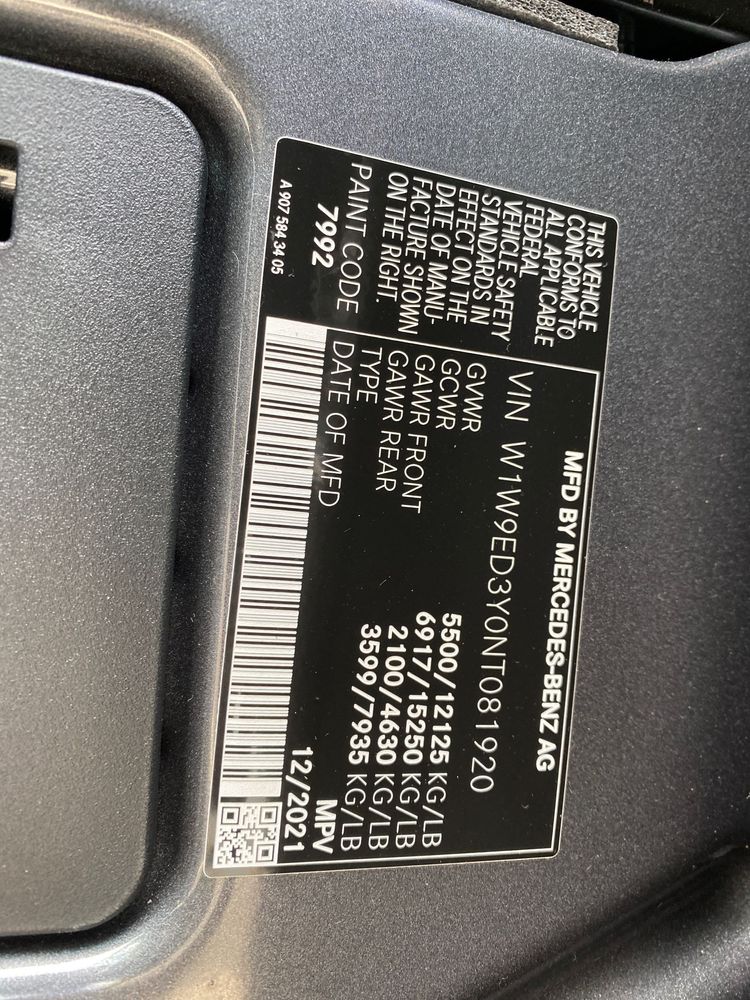 THIS VEHICLE
CONFORMS TO
ALL APPLICABLE
FEDERAL
VEHICLE SAFETY
STANDARDS IN
EFFECT ON THE
DATE OF MANU-
FACTURE SHOWN
ON THE RIGHT.
PAINT CODE
7992
A 907 584 34 05
MFD BY MERCEDES-BENZ AG
VIN W1W9ED3Y0NT081920
GVWR 5500/12125 KG/LB
GCWR 6917/15250 KG/LB
GAWR FRONT 2100/4630 KG/LB
GAWR REAR 3599/7935 KG/LB
TYPE MPV
DATE OF MFD 12/2021